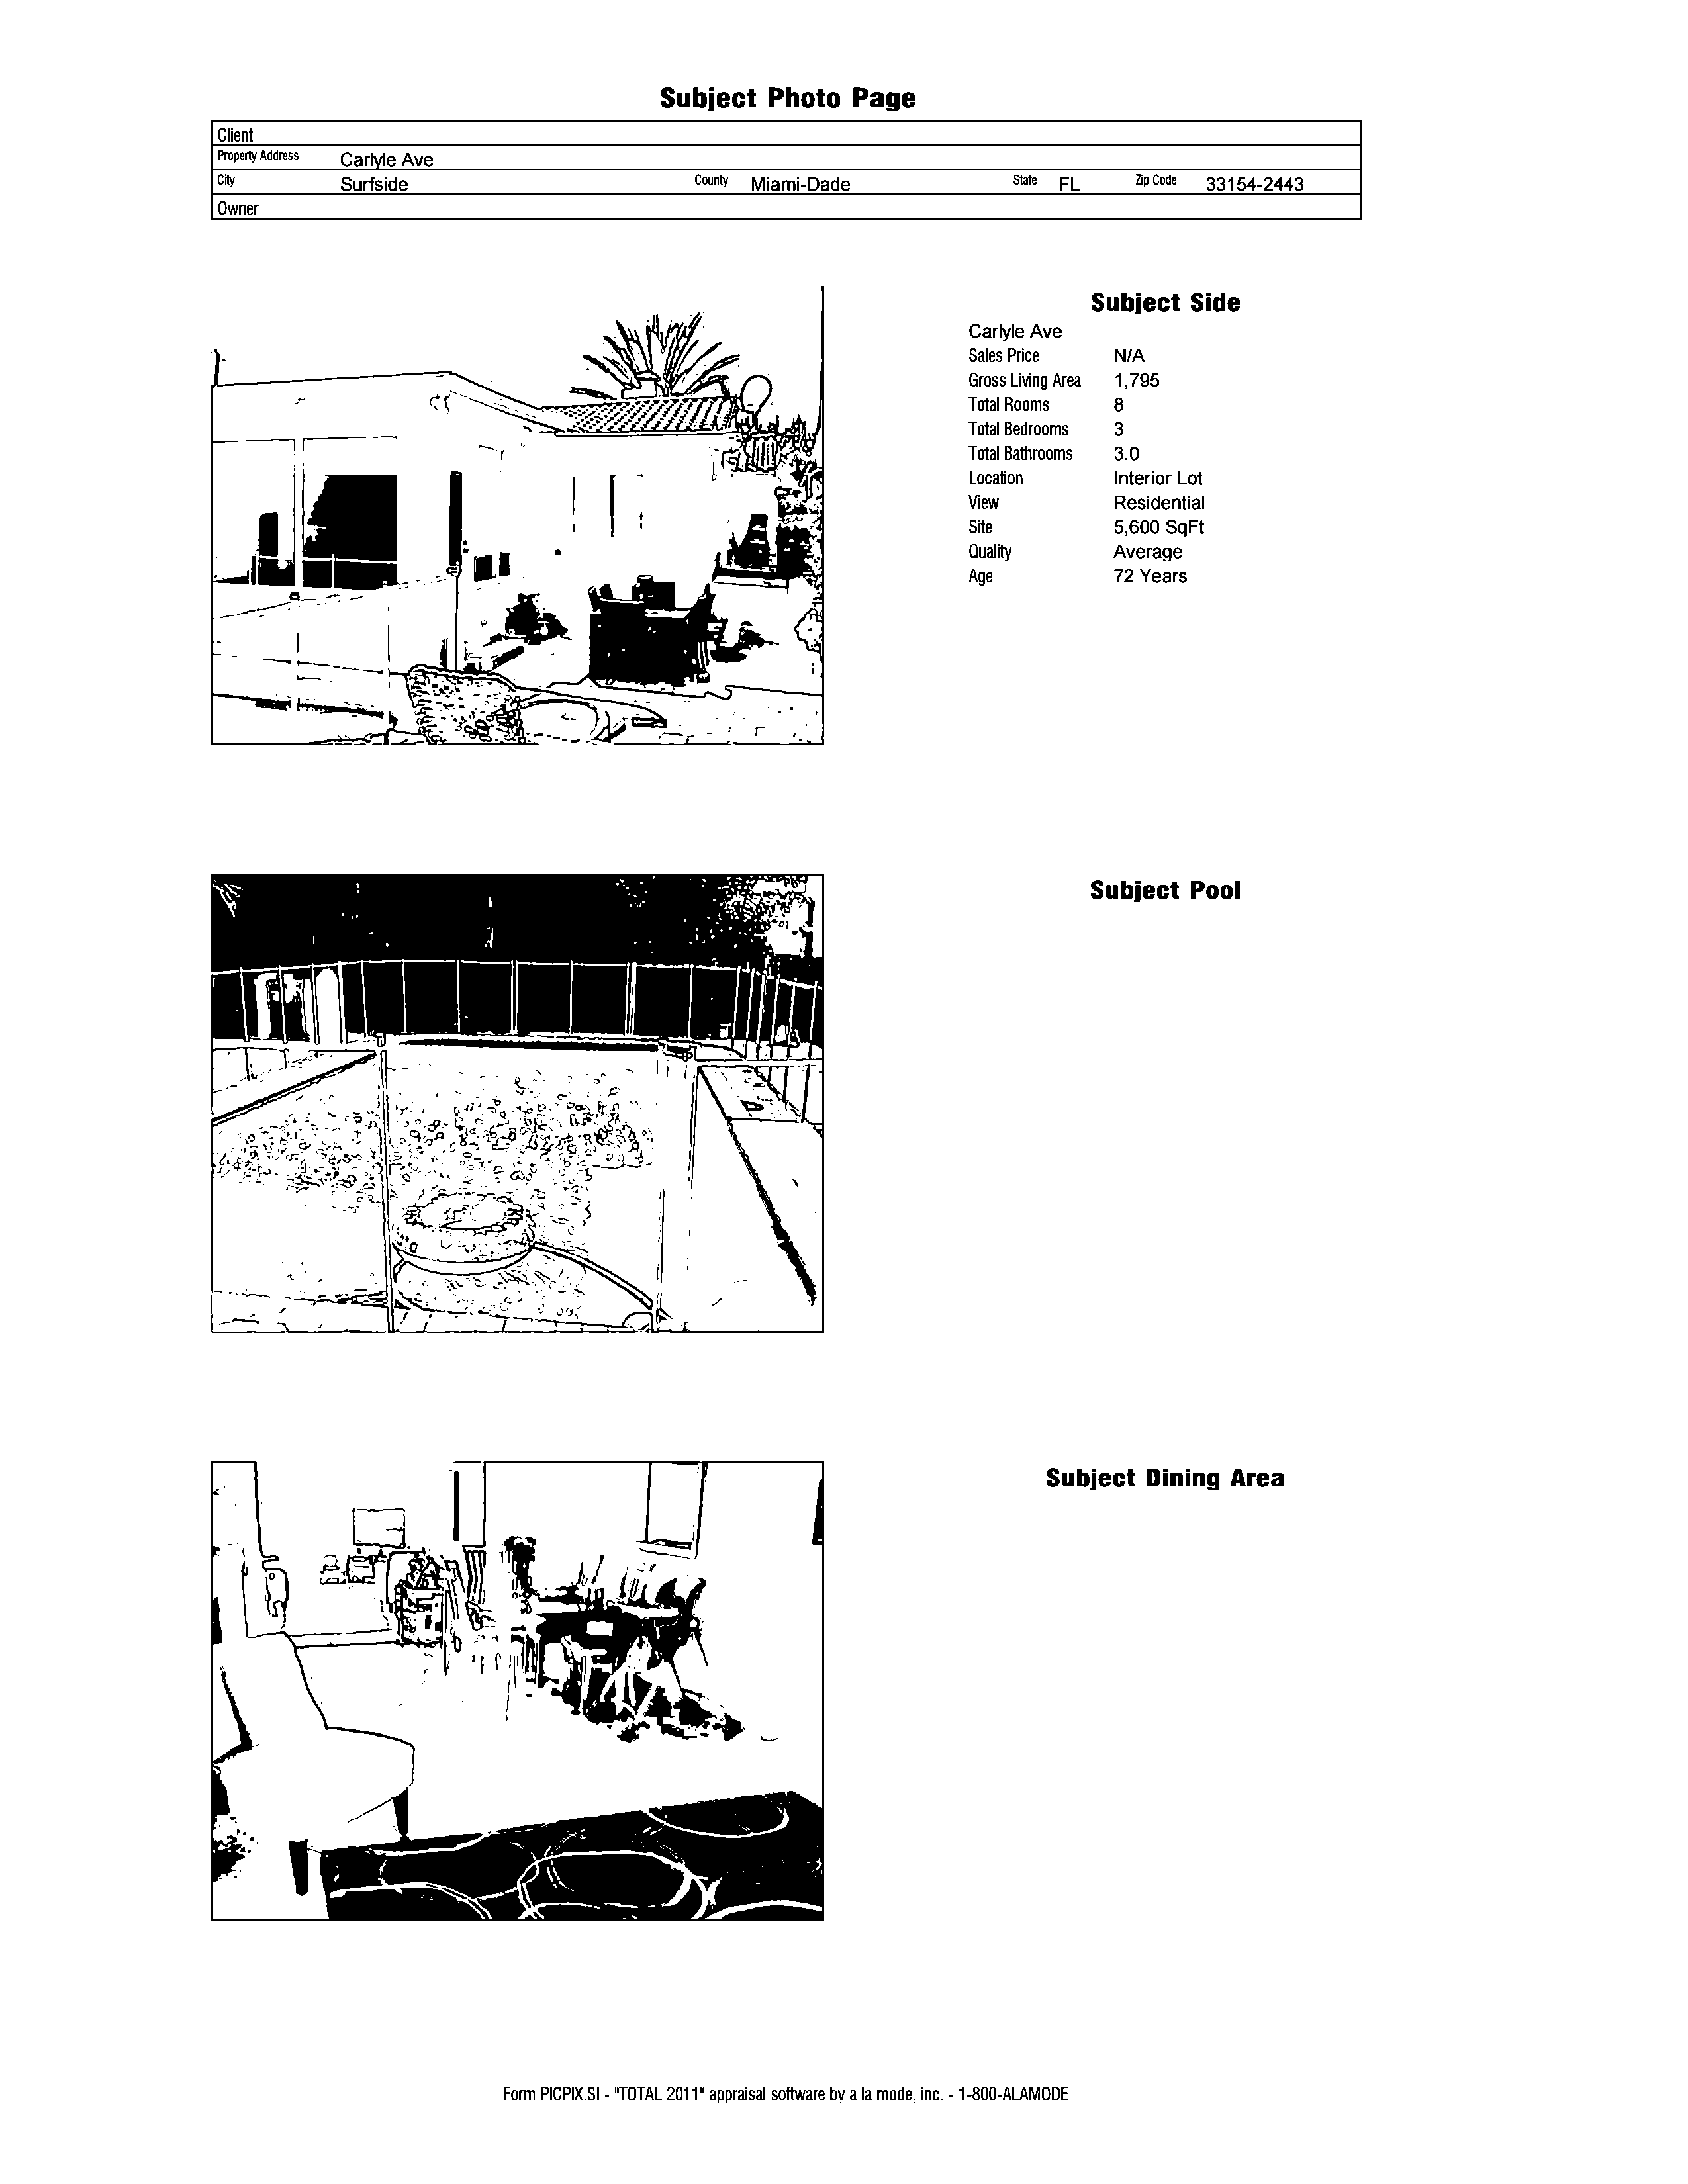 Subject Photo Page
Client
Property Address Carlyle Ave
City Surfside County Miami-Dade State FL Zip Code 33154-2443
Owner
Subject Side
Carlyle Ave
Sales Price N/A
Gross Living Area 1,795
Total Rooms 8
Total Bedrooms 3
Total Bathrooms 3.0
Location Interior Lot
View Residential
Site 5,600 SqFt
Quality Average
Age 72 Years
Subject Pool
Subject Dining Area
Form PICPIX.SI - "TOTAL 2011" appraisal software by a la mode, inc. - 1-800-ALAMODE